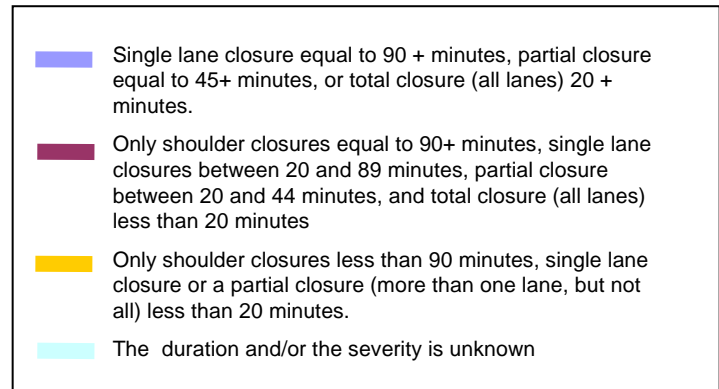 Single lane closure equal to 90 + minutes, partial closure
equal to 45+ minutes, or total closure (all lanes) 20 +
minutes.
Only shoulder closures equal to 90+ minutes, single lane
closures between 20 and 89 minutes, partial closure
between 20 and 44 minutes, and total closure (all lanes)
less than 20 minutes
Only shoulder closures less than 90 minutes, single lane
closure or a partial closure (more than one lane, but not
all) less than 20 minutes.
The  duration and/or the severity is unknown